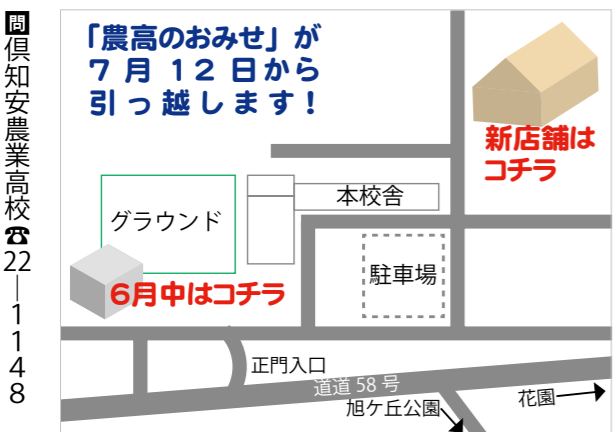 問倶知安農業高校☎22―1148
「農高のおみせ」が
7月12日から
引っ越します！
新店舗は
コチラ
本校舎
グラウンド
駐車場
6月中はコチラ
正門入口
道道58号
旭ケ丘公園
花園